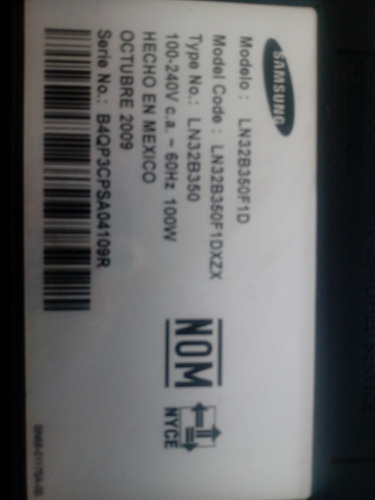 SAMSUNG
Modelo : LN32B350F1D
Model Code : LN32B350F1DXZX
Type No.: LN32B350
100-240V c.a. ~ 60Hz 100W
HECHO EN MEXICO
OCTUBRE 2009
Serie No.: B4QP3CPSA04109R
NOM
NYCE